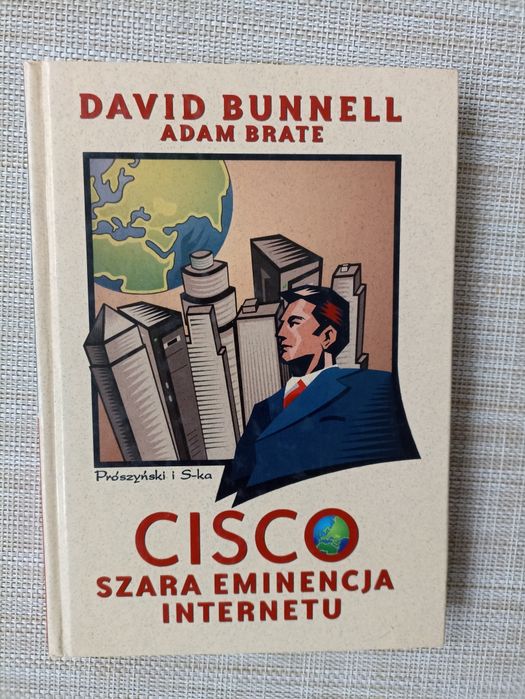 DAVID BUNNELL
ADAM BRATE
Prószyński i S-ka
CISCO
SZARA EMINENCJA
INTERNETU